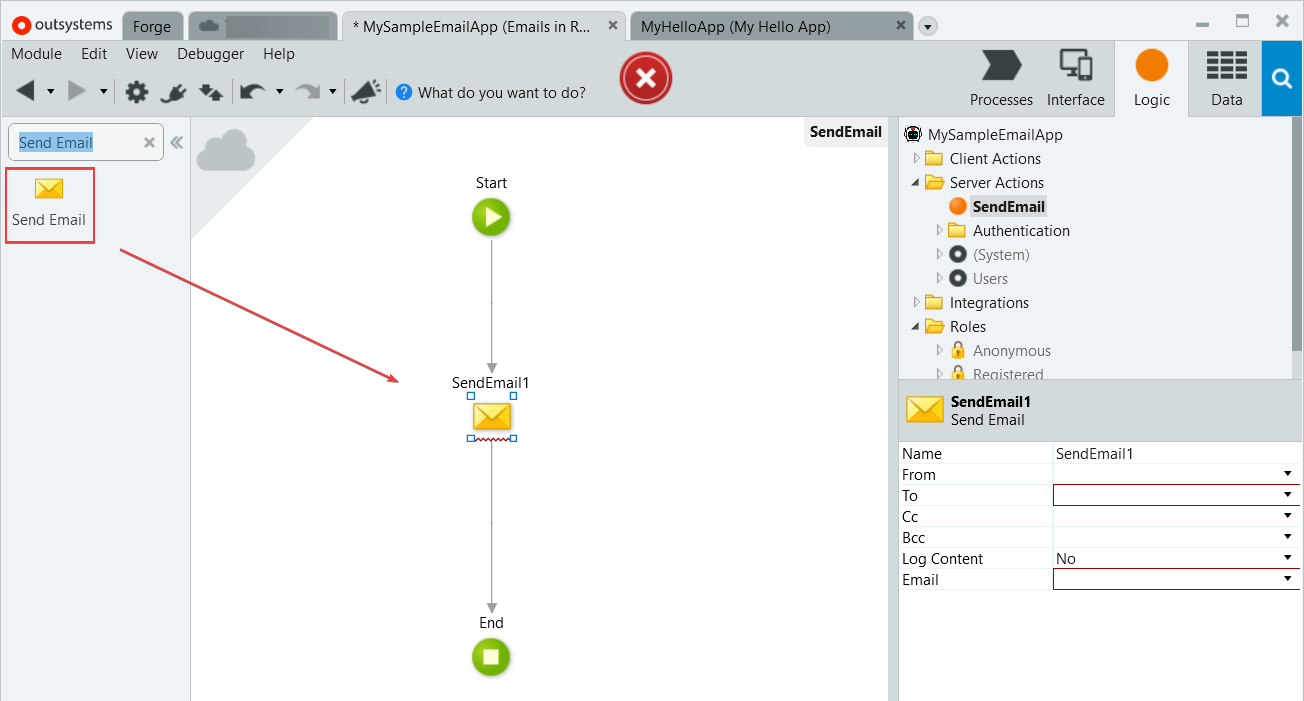 outsystems
Forge
* MySampleEmailApp (Emails in R...
MyHelloApp (My Hello App)
Module Edit View Debugger Help
What do you want to do?
Processes
Interface
Logic
Data
Send Email
Send Email
SendEmail
Start
SendEmail1
End
MySampleEmailApp
Client Actions
Server Actions
SendEmail
Authentication
(System)
Users
Integrations
Roles
Anonymous
Registered
SendEmail1
Send Email
Name SendEmail1
From
To
Cc
Bcc
Log Content No
Email